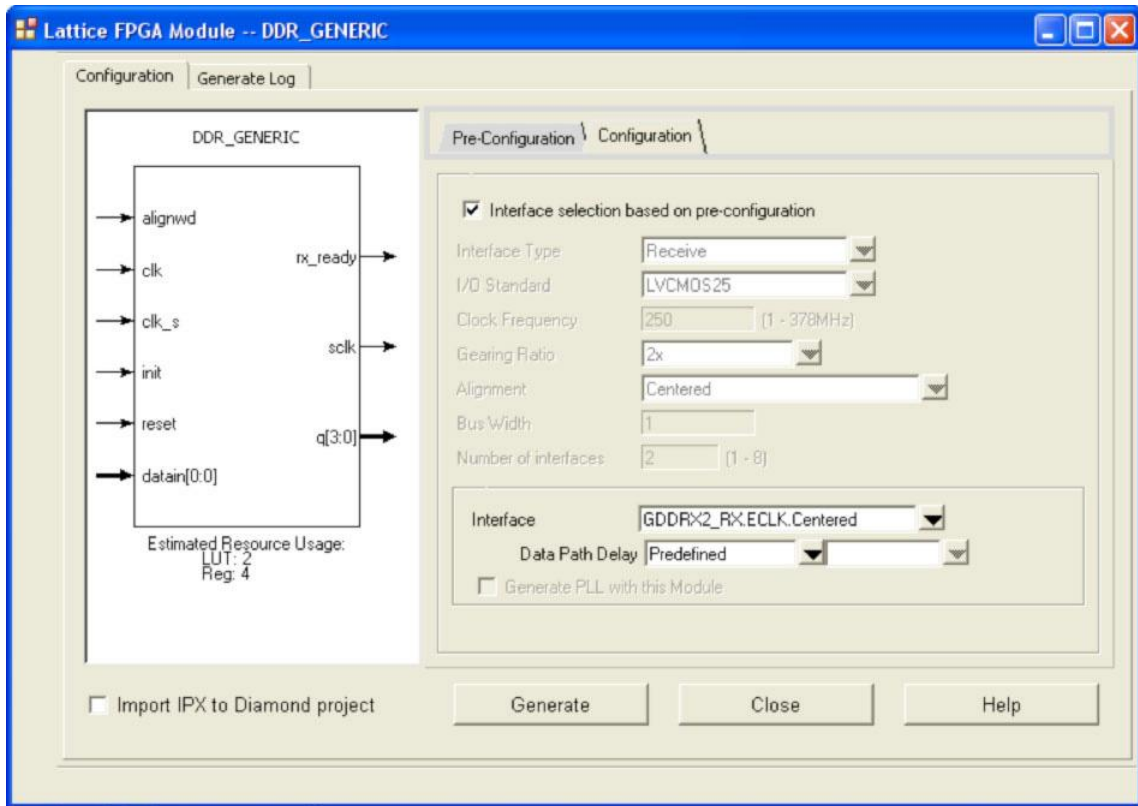 Lattice FPGA Module -- DDR_GENERIC
Configuration
Generate Log
DDR_GENERIC
alignwd
clk
clk_s
init
reset
datain[0:0]
rx_ready
sclk
q[3:0]
Estimated Resource Usage:
LUT: 2
Reg: 4
Pre-Configuration
Configuration
Interface selection based on pre-configuration
Interface Type Receive
I/O Standard LVCMOS25
Clock Frequency 250 (1 - 378MHz)
Gearing Ratio 2x
Alignment Centered
Bus Width 1
Number of interfaces 2 (1 - 8)
Interface GDDRX2_RX.ECLK.Centered
Data Path Delay Predefined
Generate PLL with this Module
Import IPX to Diamond project
Generate
Close
Help